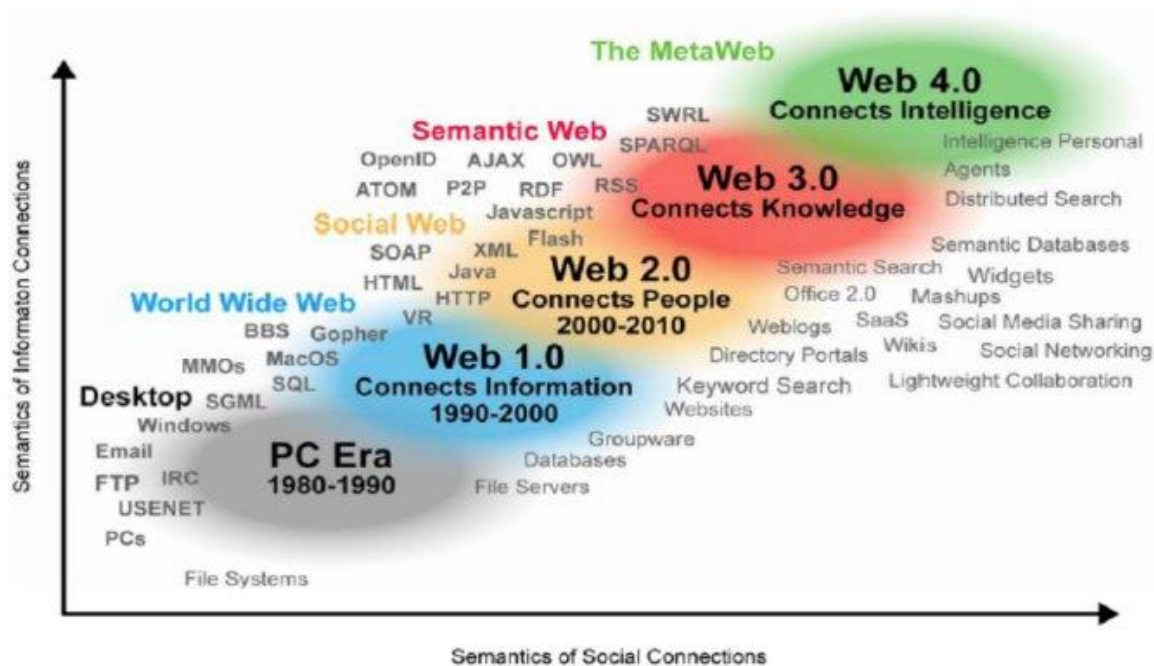 The MetaWeb
Web 4.0
Connects Intelligence
SWRL
Semantic Web
SPARQL
Intelligence Personal
Agents
OpenID AJAX OWL
Web 3.0
Connects Knowledge
ATOM P2P RDF RSS
Distributed Search
Javascript
Social Web
Flash
SOAP XML
Semantic Databases
Web 2.0
Connects People
2000-2010
Java
HTML
HTTP
Semantic Search
Widgets
Office 2.0
Mashups
World Wide Web
VR
BBS Gopher
Weblogs
SaaS
Social Media Sharing
Web 1.0
Connects Information
1990-2000
Directory Portals
Wikis
Social Networking
MMOs
MacOS
SQL
Keyword Search
Lightweight Collaboration
Desktop
SGML
Websites
Windows
Groupware
PC Era
1980-1990
Email
Databases
FTP IRC
File Servers
USENET
PCs
File Systems
Semantics of Informaton Connections
Semantics of Social Connections